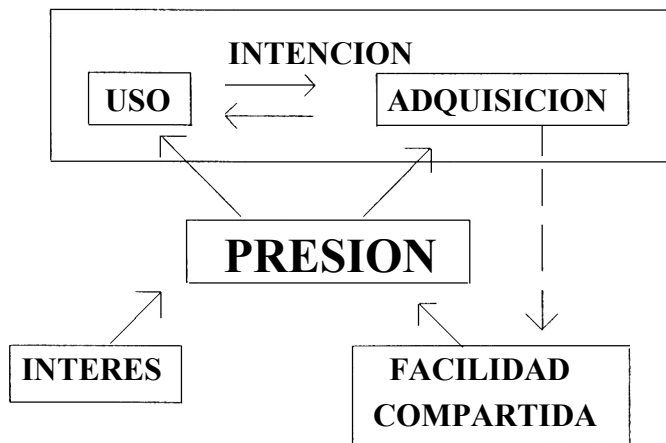 INTENCION
USO
ADQUISICION
PRESION
INTERES
FACILIDAD
COMPARTIDA